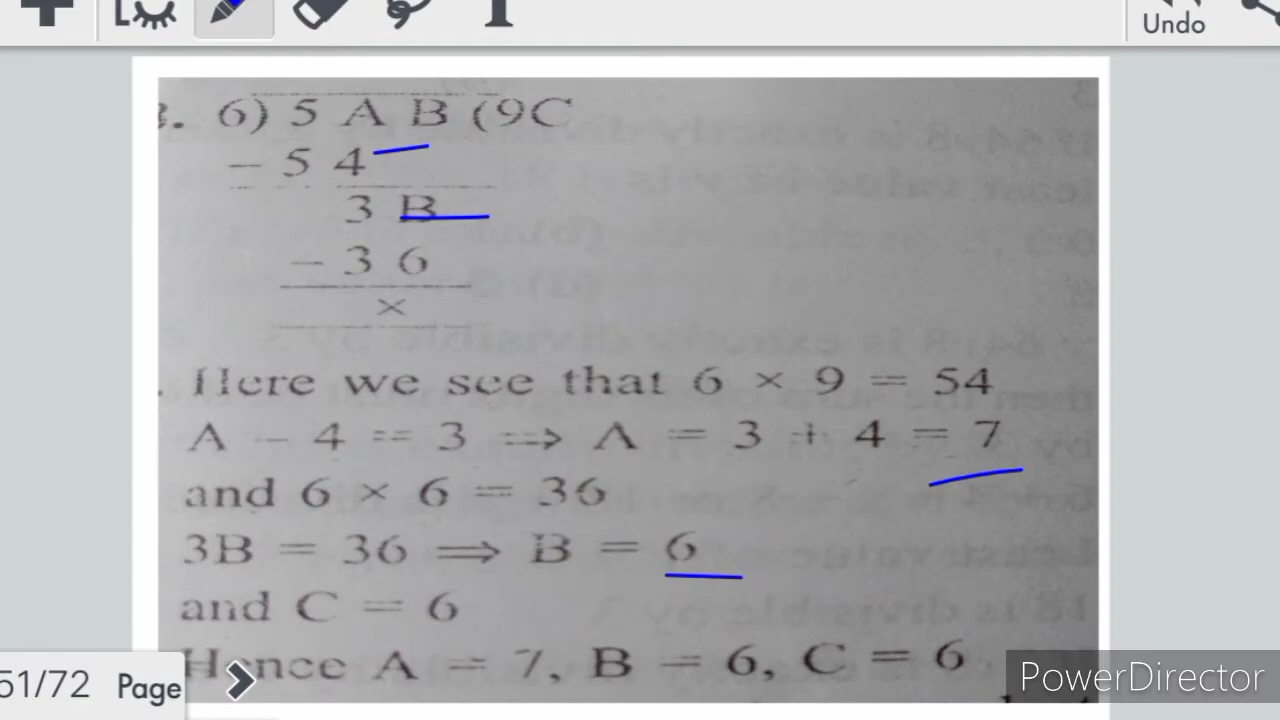 Undo
3. 6) 5 A B (9C
− 5 4
3 B
− 3 6
×
Here we see that 6 × 9 = 54
A − 4 = 3 ⇒ A = 3 + 4 = 7
and 6 × 6 = 36
3B = 36 ⇒ B = 6
and C = 6
Hence A = 7, B = 6, C = 6
51/72 Page
PowerDirector